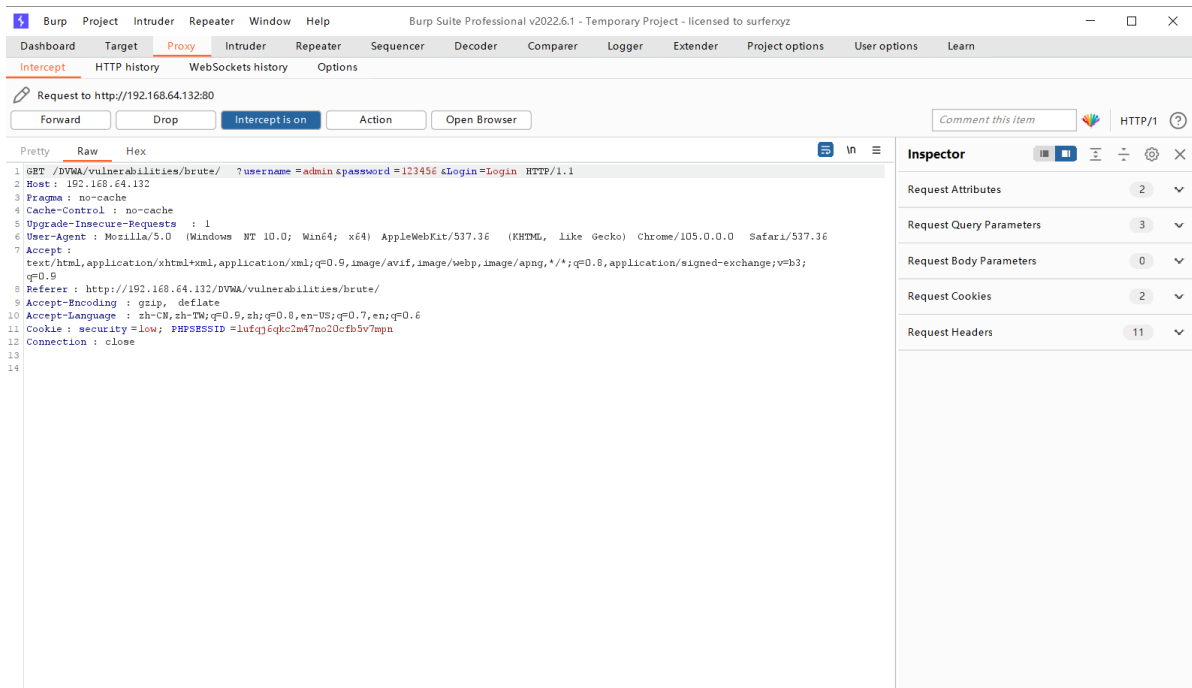 Burp Project Intruder Repeater Window Help Burp Suite Professional v2022.6.1 - Temporary Project - licensed to surferxyz
Dashboard Target Proxy Intruder Repeater Sequencer Decoder Comparer Logger Extender Project options User options Learn
Intercept HTTP history WebSockets history Options
Request to http://192.168.64.132:80
Forward Drop Intercept is on Action Open Browser Comment this item HTTP/1 ?
Pretty Raw Hex \n
Inspector
1 GET /DVWA/vulnerabilities/brute/ ?username =admin &password =123456 &Login =Login HTTP/1.1
2 Host : 192.168.64.132
3 Pragma : no-cache
4 Cache-Control : no-cache
5 Upgrade-Insecure-Requests : 1
6 User-Agent : Mozilla/5.0 (Windows NT 10.0; Win64; x64) AppleWebKit/537.36 (KHTML, like Gecko) Chrome/105.0.0.0 Safari/537.36
7 Accept :
text/html,application/xhtml+xml,application/xml;q=0.9,image/avif,image/webp,image/apng,*/*;q=0.8,application/signed-exchange;v=b3;
q=0.9
8 Referer : http://192.168.64.132/DVWA/vulnerabilities/brute/
9 Accept-Encoding : gzip, deflate
10 Accept-Language : zh-CN,zh-TW;q=0.9,zh;q=0.8,en-US;q=0.7,en;q=0.6
11 Cookie : security =low; PHPSESSID =lufqj6qkc2m47no20cfb5v7mpn
12 Connection : close
13
14
Request Attributes 2
Request Query Parameters 3
Request Body Parameters 0
Request Cookies 2
Request Headers 11